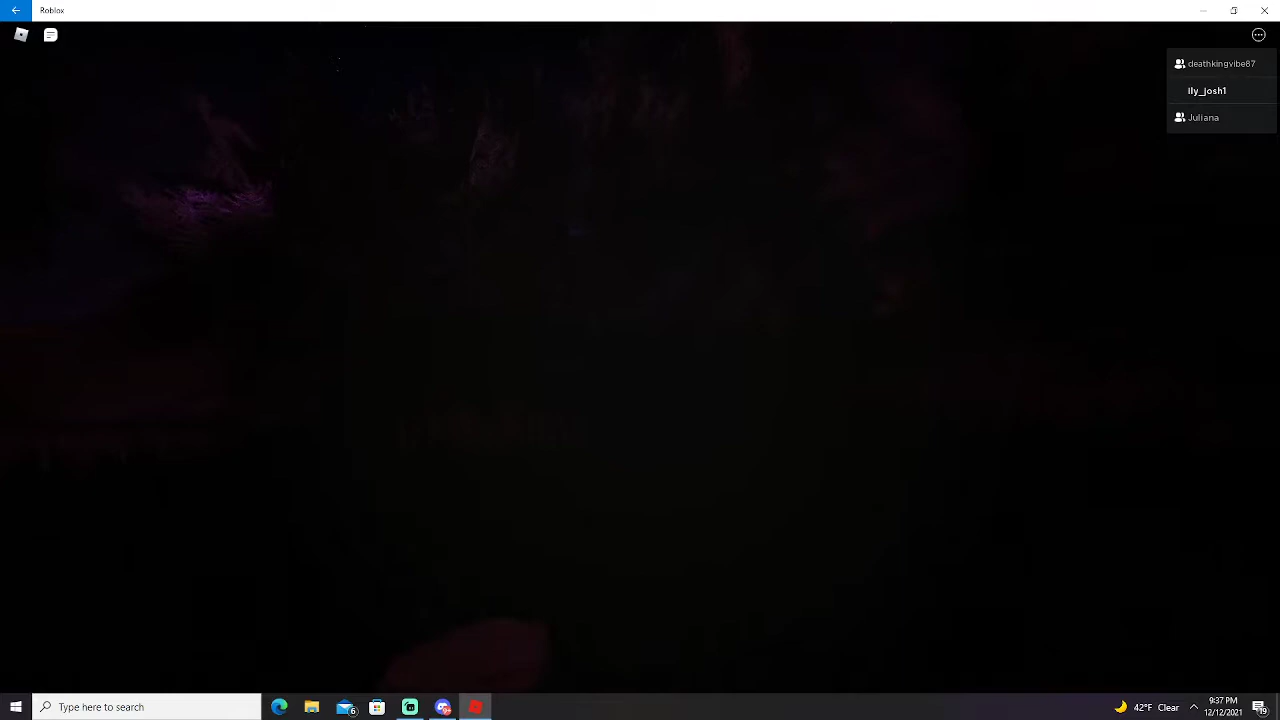 Roblox
deathkingvibe87
lly_josh1
Juliana
Type here to search
42°F Clear
9:37 PM
12/12/2021